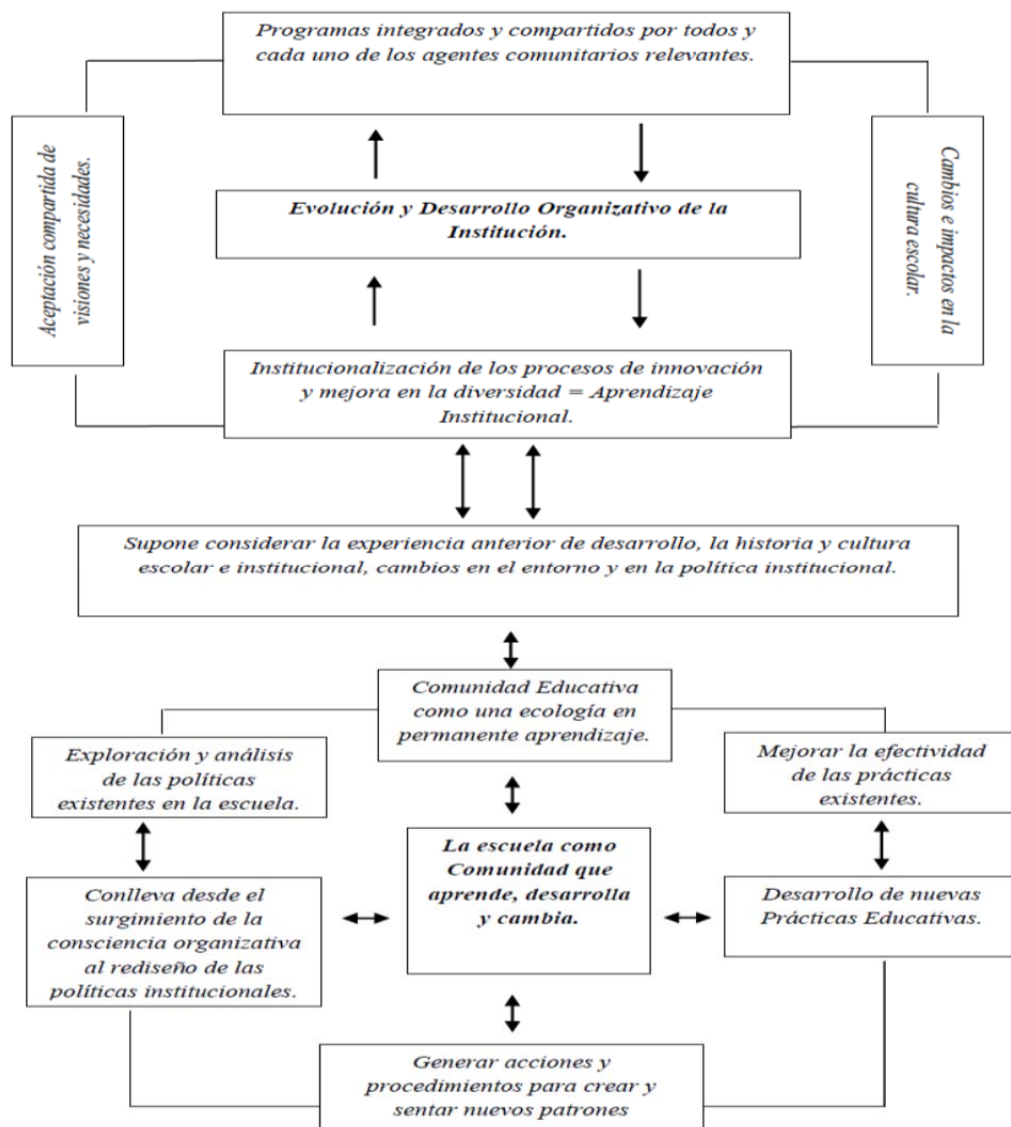 Programas integrados y compartidos por todos y
cada uno de los agentes comunitarios relevantes.
Aceptación compartida de
visiones y necesidades.
Cambios e impactos en la
cultura escolar.
Evolución y Desarrollo Organizativo de la
Institución.
Institucionalización de los procesos de innovación
y mejora en la diversidad = Aprendizaje
Institucional.
Supone considerar la experiencia anterior de desarrollo, la historia y cultura
escolar e institucional, cambios en el entorno y en la política institucional.
Comunidad Educativa
como una ecología en
permanente aprendizaje.
Exploración y análisis
de las políticas
existentes en la escuela.
Mejorar la efectividad
de las prácticas
existentes.
La escuela como
Comunidad que
aprende, desarrolla
y cambia.
Conlleva desde el
surgimiento de la
consciencia organizativa
al rediseño de las
políticas institucionales.
Desarrollo de nuevas
Prácticas Educativas.
Generar acciones y
procedimientos para crear y
sentar nuevos patrones